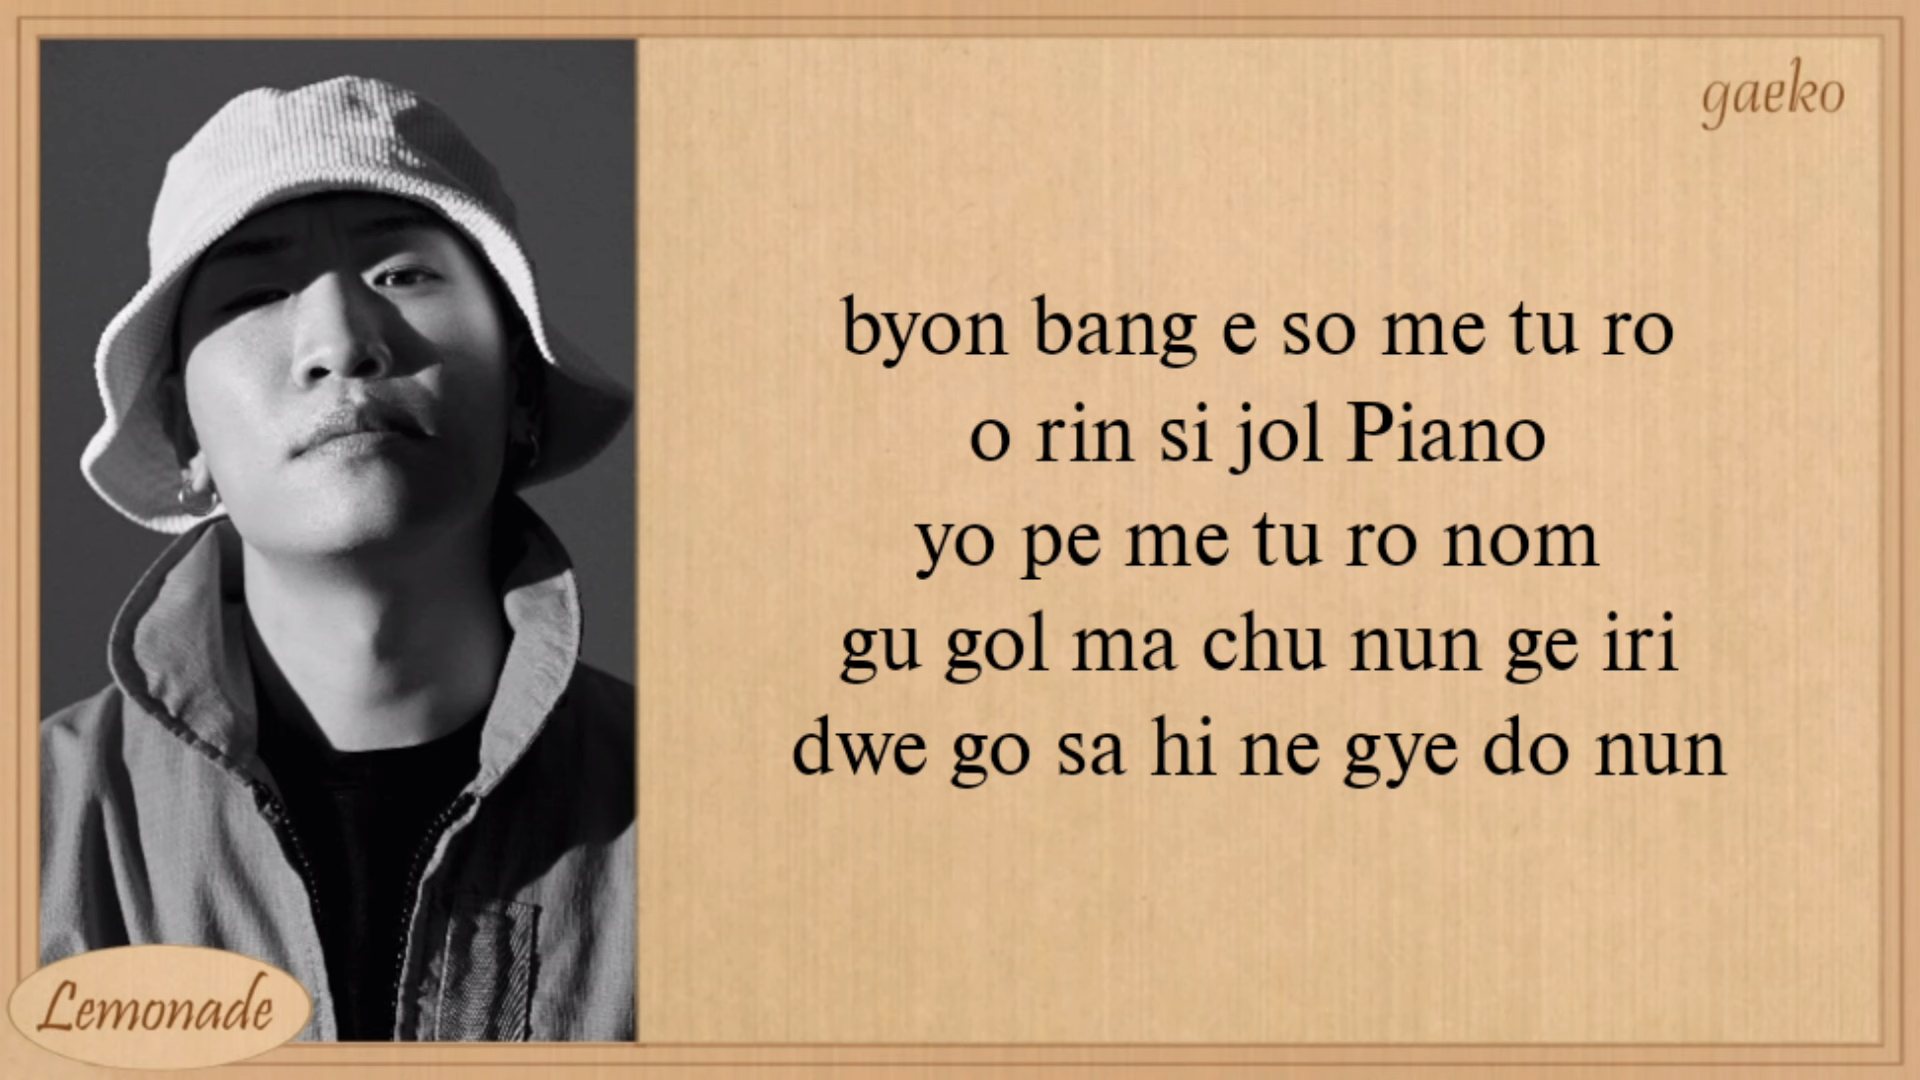 gaeko
byon bang e so me tu ro
o rin si jol Piano
yo pe me tu ro nom
gu gol ma chu nun ge iri
dwe go sa hi ne gye do nun
Lemonade